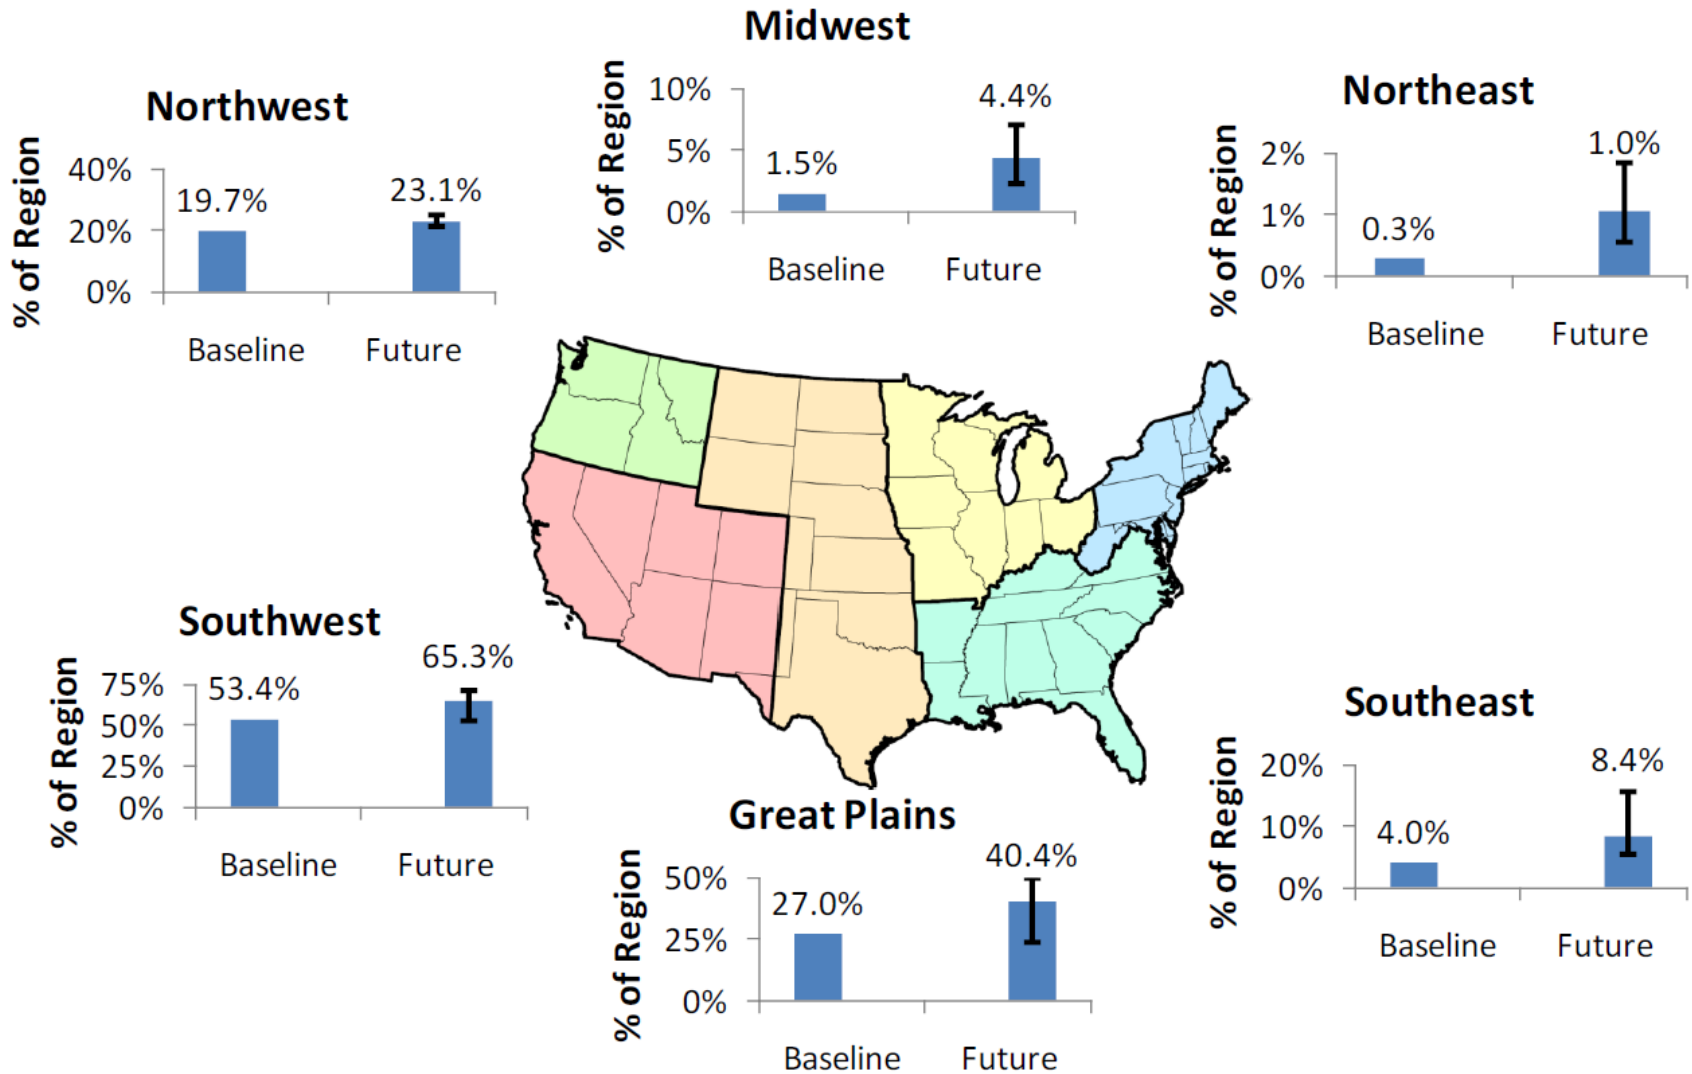 Midwest
% of Region
10%
5%
0%
1.5%
4.4%
Baseline Future
Northwest
% of Region
40%
20%
0%
19.7%
23.1%
Baseline Future
Northeast
% of Region
2%
1%
0%
0.3%
1.0%
Baseline Future
Southwest
% of Region
75%
50%
25%
0%
53.4%
65.3%
Baseline Future
Great Plains
% of Region
50%
25%
0%
27.0%
40.4%
Baseline Future
Southeast
% of Region
20%
10%
0%
4.0%
8.4%
Baseline Future